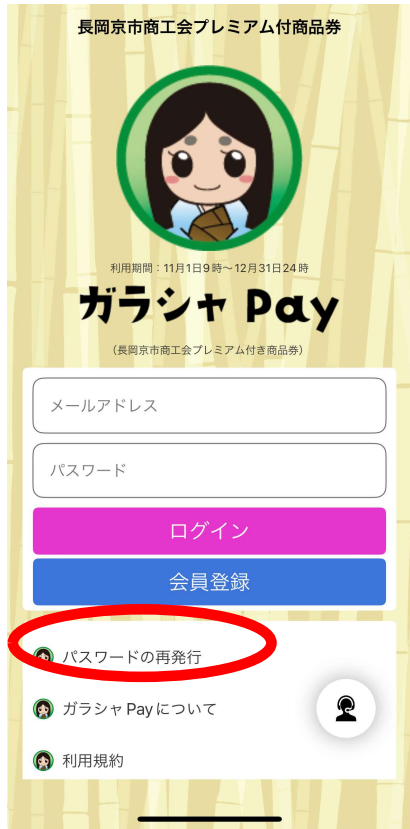 長岡京市商工会プレミアム付商品券
利用期間：11月1日9時～12月31日24時
ガラシャ Pay
（長岡京市商工会プレミアム付き商品券）
メールアドレス
パスワード
ログイン
会員登録
パスワードの再発行
ガラシャ Payについて
利用規約